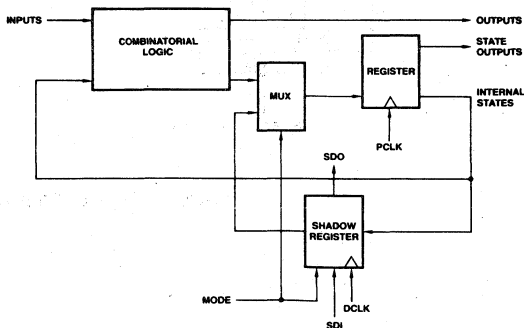 INPUTS
COMBINATORIAL
LOGIC
OUTPUTS
STATE
OUTPUTS
REGISTER
MUX
INTERNAL
STATES
PCLK
SDO
SHADOW
REGISTER
MODE
DCLK
SDI